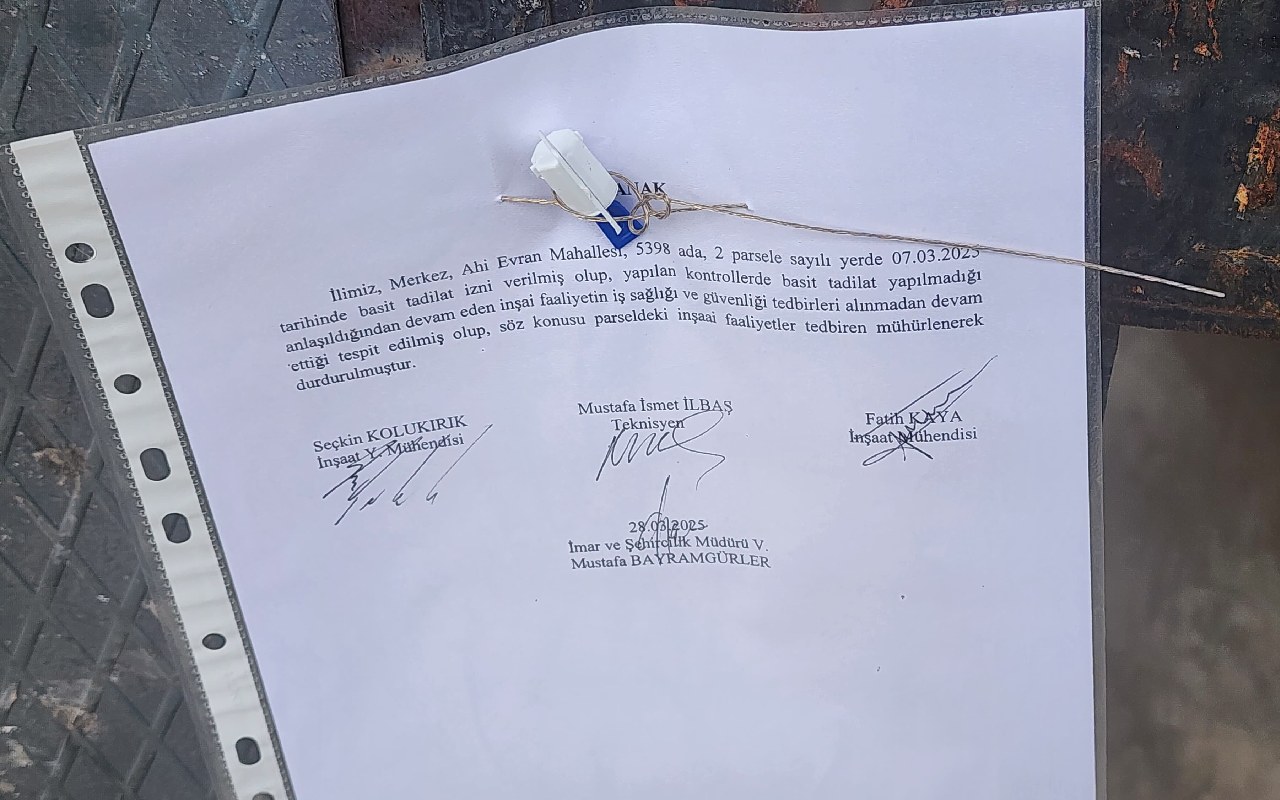 ANAK
İlimiz, Merkez, Ahi Evran Mahallesi, 5398 ada, 2 parsele sayılı yerde 07.03.2025
tarihinde basit tadilat izni verilmiş olup, yapılan kontrollerde basit tadilat yapılmadığı
anlaşıldığından devam eden inşai faaliyetin iş sağlığı ve güvenliği tedbirleri alınmadan devam
ettiği tespit edilmiş olup, söz konusu parseldeki inşaai faaliyetler tedbiren mühürlenerek
durdurulmuştur.
Seçkin KOLUKIRIK
İnşaat Y. Mühendisi
Mustafa İsmet İLBAŞ
Teknisyen
Fatih KAYA
İnşaat Mühendisi
28.03.2025
İmar ve Şehircilik Müdürü V.
Mustafa BAYRAMGÜRLER